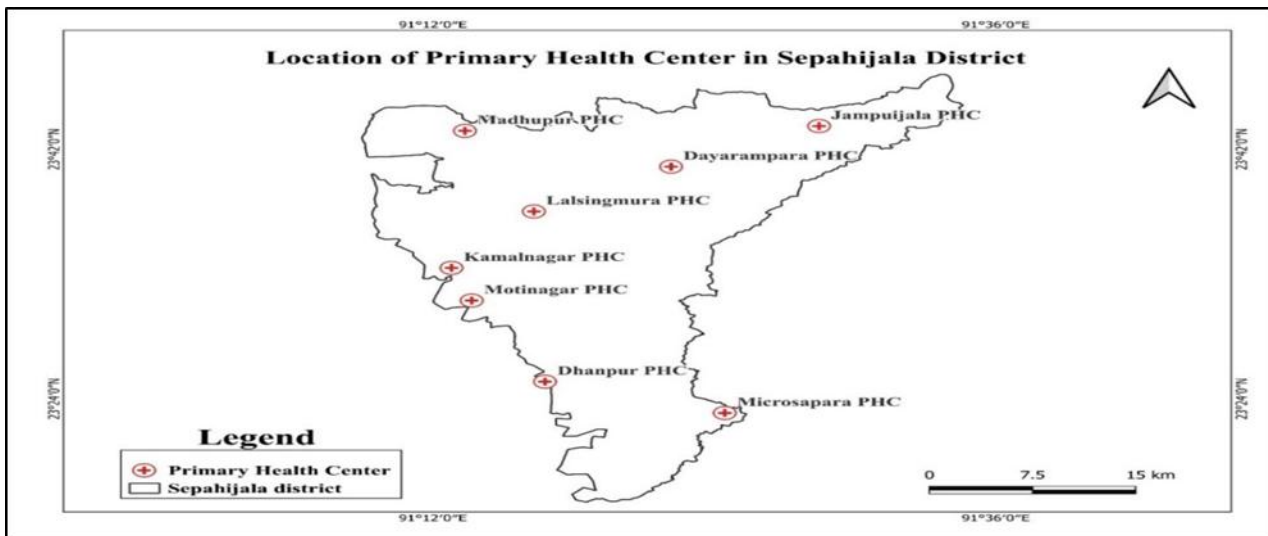 91°12'0"E
91°36'0"E
Location of Primary Health Center in Sepahijala District
Madhupur PHC
Jampuijala PHC
23°42'0"N
23°42'0"N
Dayarampara PHC
Lalsingmura PHC
Kamalnagar PHC
Motinagar PHC
Dhanpur PHC
23°24'0"N
23°24'0"N
Microsapara PHC
Legend
Primary Health Center
Sepahijala district
0 7.5 15 km
91°12'0"E
91°36'0"E